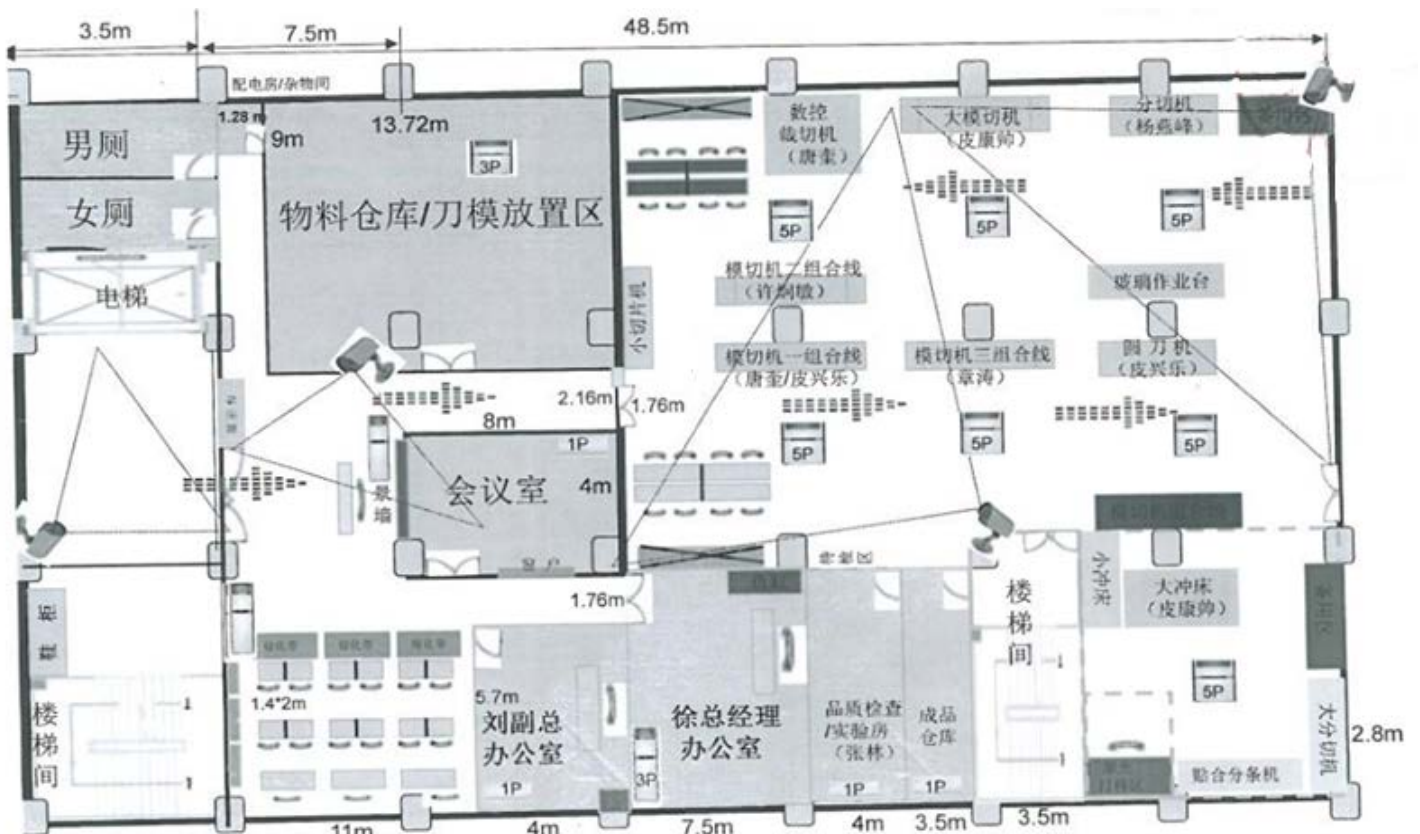 3.5m
7.5m
48.5m
配电房/杂物间
1.28 m
男厕
9m
13.72m
3P
数控
裁切机
（唐奎）
大模切机
（皮康帅）
分切机
（杨燕峰）
女厕
物料仓库/刀模放置区
5P
5P
5P
电梯
模切机二组合线
玻璃作业台
小切片机
模切机一组合线
（唐奎/皮兴乐）
模切机三组合线
（章涛）
圆刀机
（皮兴乐）
2.16m
1.76m
8m
1P
5P
5P
5P
会议室
4m
景墙
1.76m
小冲床
大冲床
（皮康帅）
楼梯间
鞋柜
1.4*2m
5.7m
刘副总
办公室
徐总经理
办公室
品质检查
/实验房
（张林）
成品
仓库
5P
楼梯间
大分切机
2.8m
1P
3P
1P
1P
贴合分条机
11m
4m
7.5m
4m
3.5m
3.5m